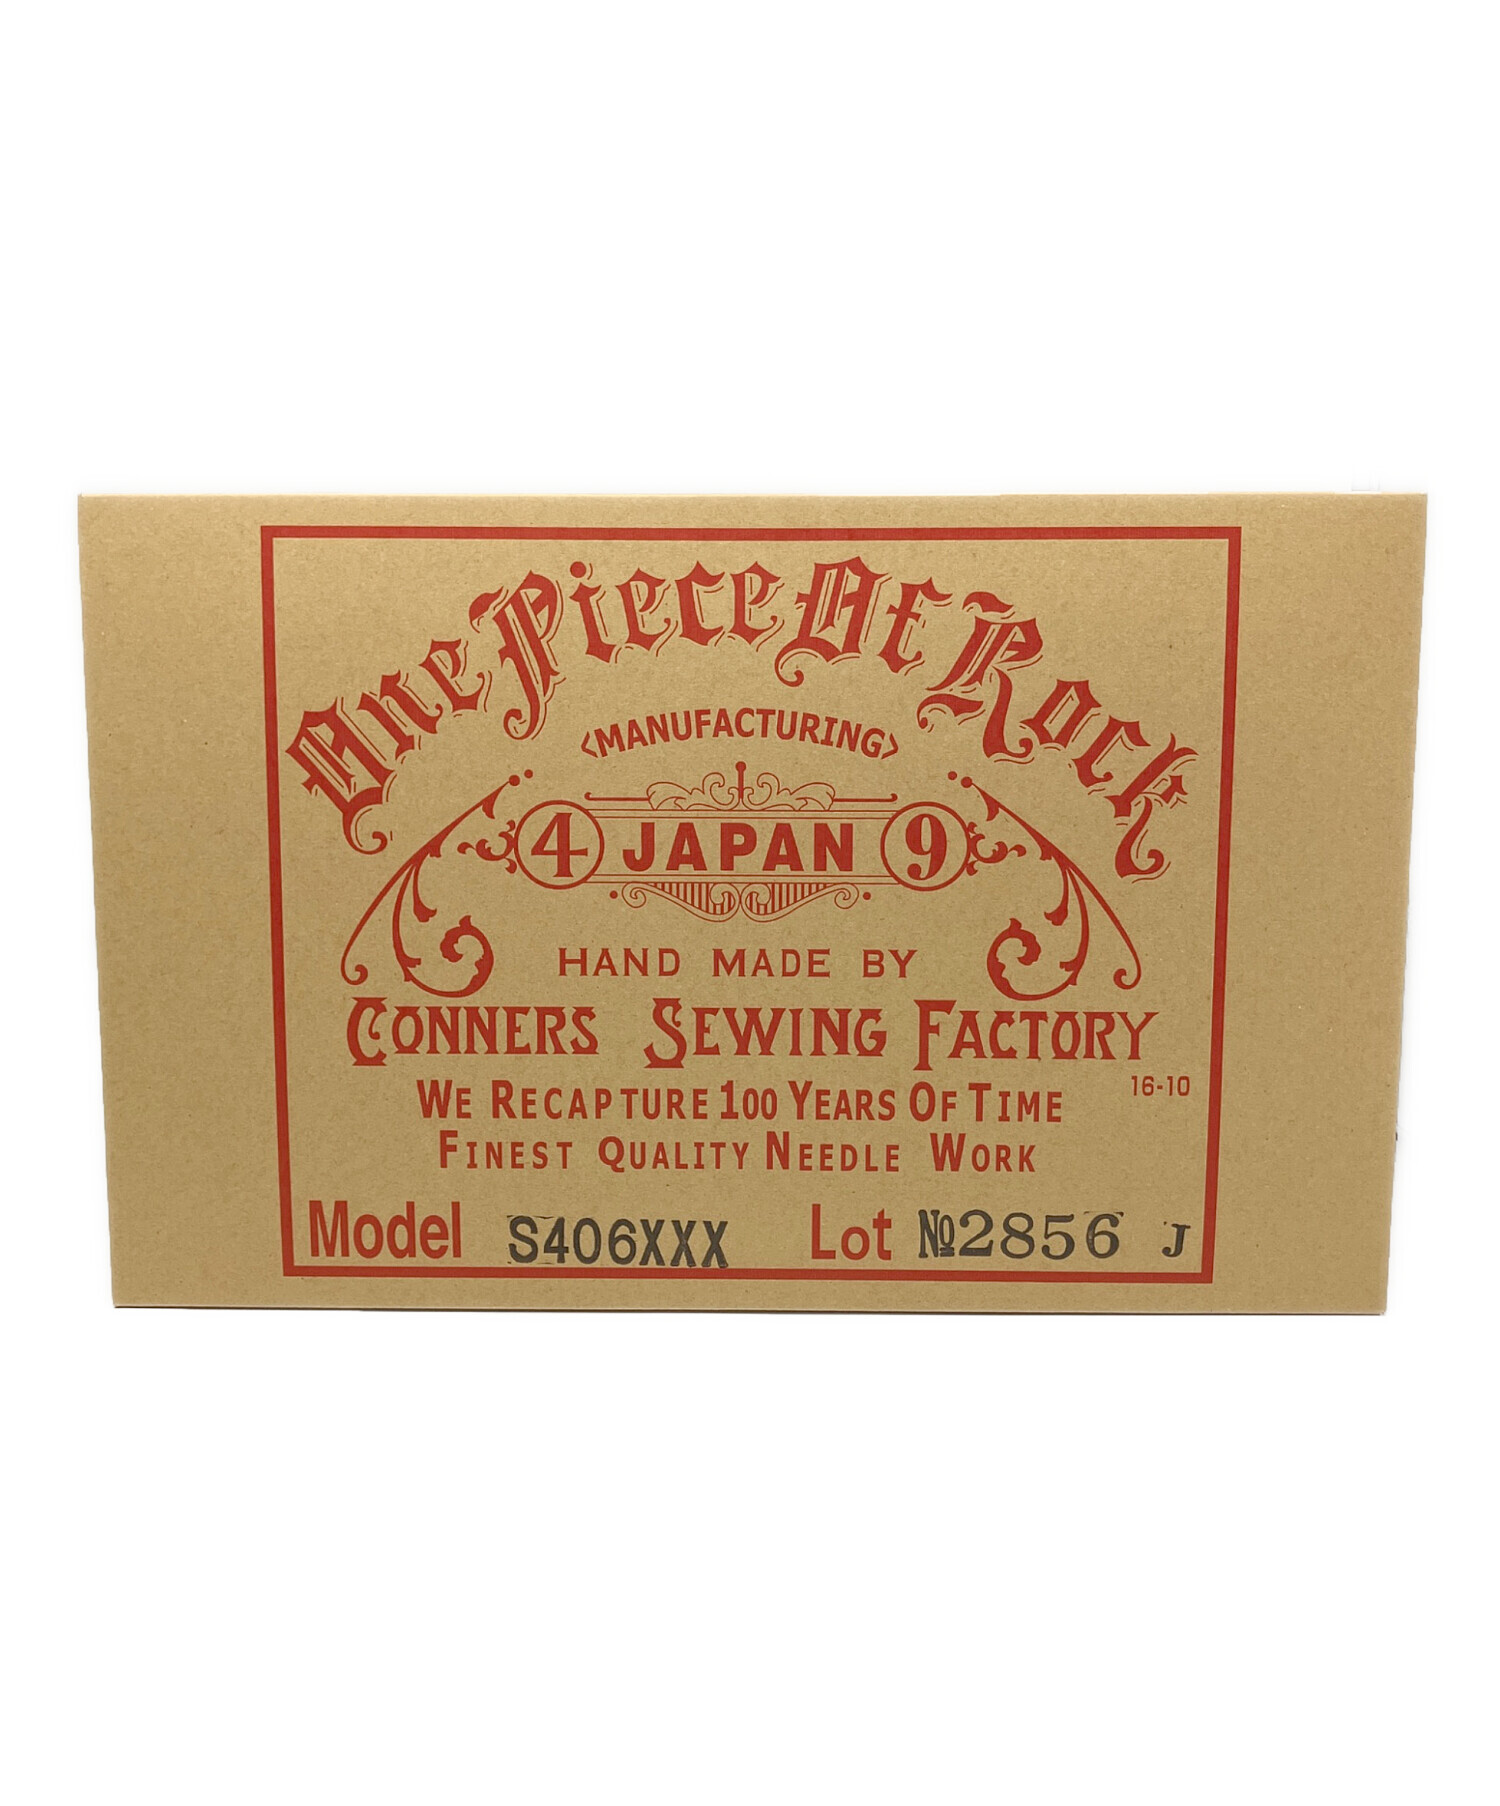 One Piece Of Rock
<MANUFACTURING>
4 JAPAN 9
HAND MADE BY
CONNERS SEWING FACTORY
16-10
WE RECAPTURE 100 YEARS OF TIME
FINEST QUALITY NEEDLE WORK
Model S406XXX Lot №2856 J